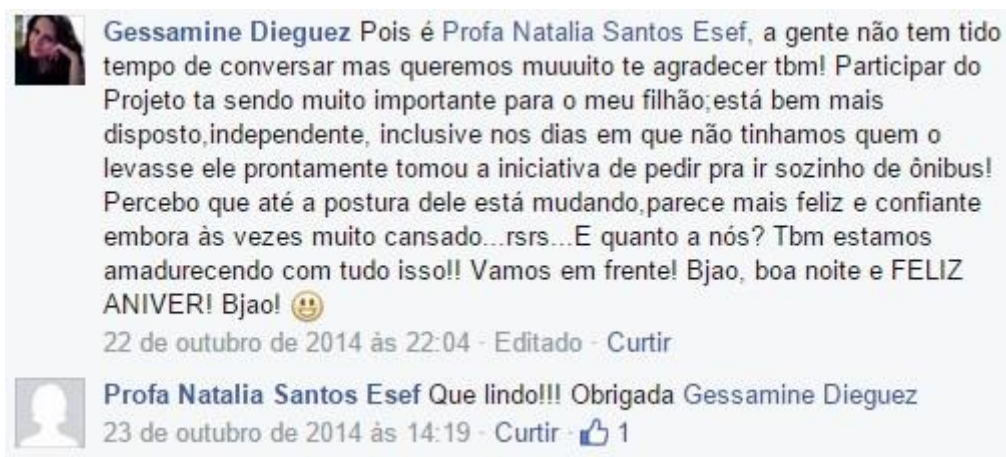 Gessamine Dieguez Pois é Profa Natalia Santos Esef, a gente não tem tido
tempo de conversar mas queremos muuuito te agradecer tbm! Participar do
Projeto ta sendo muito importante para o meu filhão;está bem mais
disposto,independente, inclusive nos dias em que não tinhamos quem o
levasse ele prontamente tomou a iniciativa de pedir pra ir sozinho de ônibus!
Percebo que até a postura dele está mudando,parece mais feliz e confiante
embora às vezes muito cansado...rsrs...E quanto a nós? Tbm estamos
amadurecendo com tudo isso!! Vamos em frente! Bjao, boa noite e FELIZ
ANIVER! Bjao! 😃
22 de outubro de 2014 às 22:04 · Editado · Curtir
Profa Natalia Santos Esef Que lindo!!! Obrigada Gessamine Dieguez
23 de outubro de 2014 às 14:19 · Curtir · 👍 1